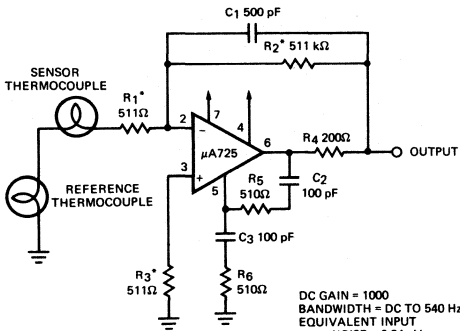 C1 500 pF
R2* 511 kΩ
SENSOR
THERMOCOUPLE
R1*
511Ω
2
7
4
−
μA725
6
R4 200Ω
OUTPUT
3
+
5
R5
510Ω
C2
100 pF
REFERENCE
THERMOCOUPLE
C3 100 pF
R3*
511Ω
R6
510Ω
DC GAIN = 1000
BANDWIDTH = DC TO 540 Hz
EQUIVALENT INPUT